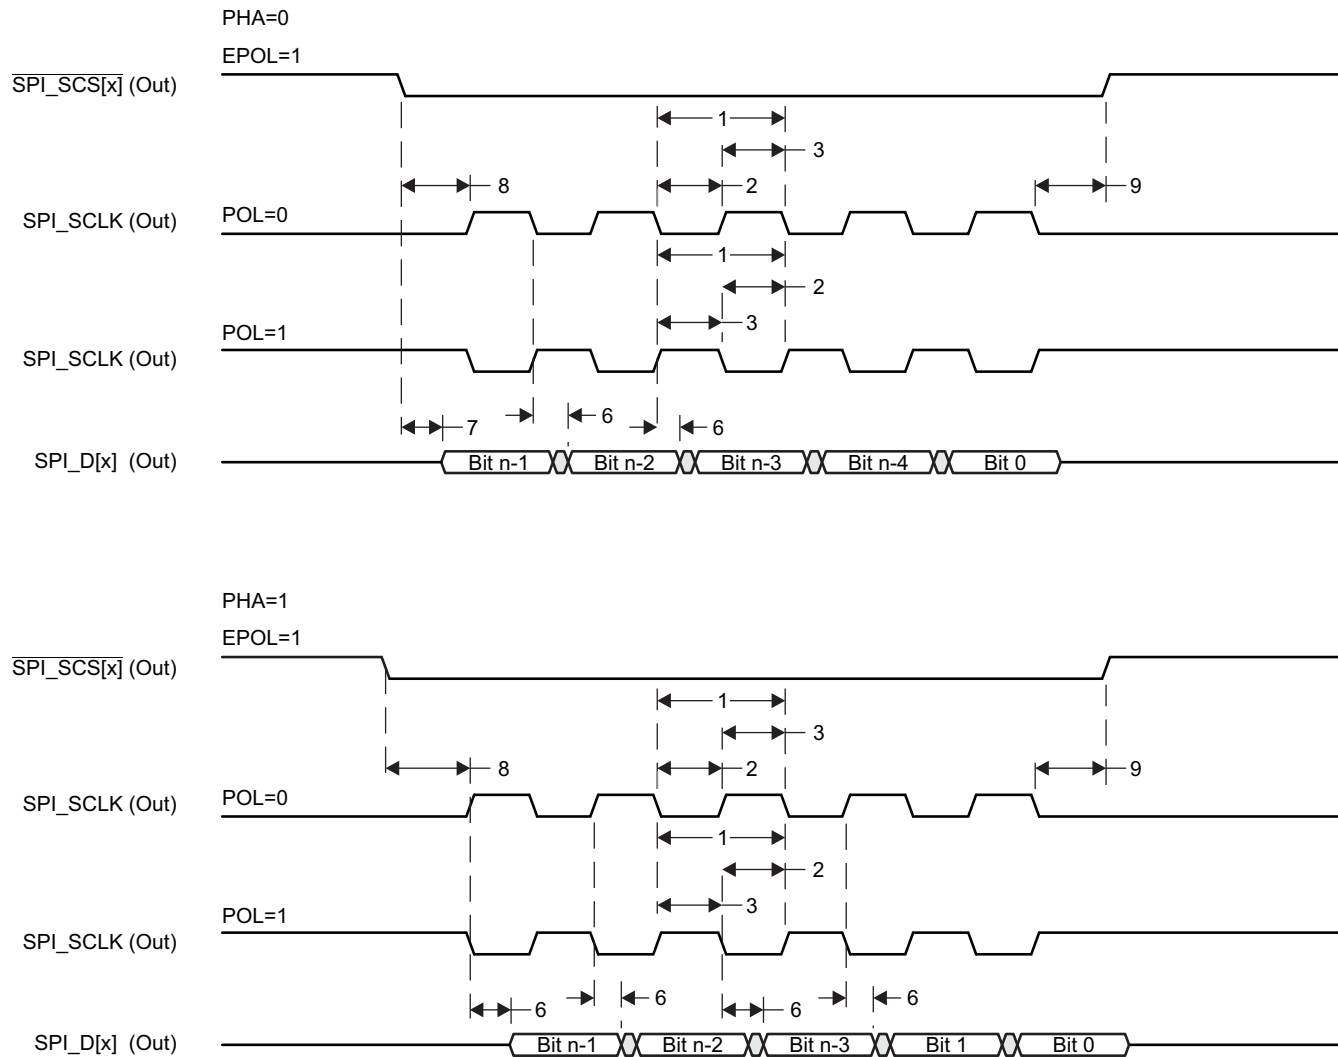 PHA=0
EPOL=1
SPI_SCS[x] (Out)
1
3
8
2
9
SPI_SCLK (Out)
POL=0
1
2
POL=1
3
SPI_SCLK (Out)
6
7
6
SPI_D[x] (Out)
Bit n-1
Bit n-2
Bit n-3
Bit n-4
Bit 0
PHA=1
EPOL=1
SPI_SCS[x] (Out)
1
3
8
2
9
SPI_SCLK (Out)
POL=0
1
2
3
POL=1
SPI_SCLK (Out)
6
6
6
6
SPI_D[x] (Out)
Bit n-1
Bit n-2
Bit n-3
Bit 1
Bit 0